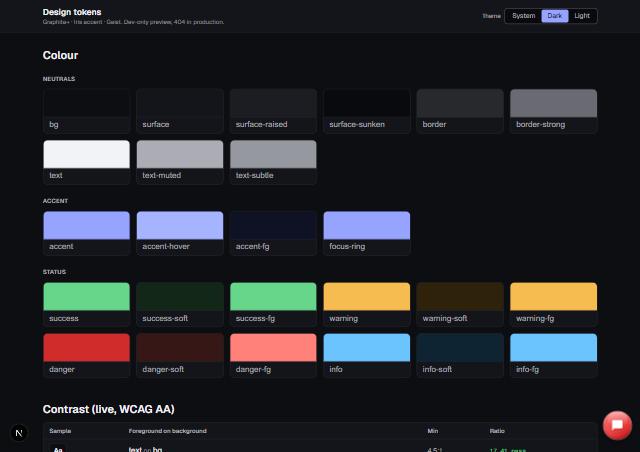 Design tokens
Graphite+ · Iris accent · Geist. Dev-only preview, 404 in production.
Theme System Dark Light
Colour
NEUTRALS
bg surface surface-raised surface-sunken border border-strong
text text-muted text-subtle
ACCENT
accent accent-hover accent-fg focus-ring
STATUS
success success-soft success-fg warning warning-soft warning-fg
danger danger-soft danger-fg info info-soft info-fg
Contrast (live, WCAG AA)
Sample Foreground on background Min Ratio
Aa text on bg 4.5:1 17.41 pass
N